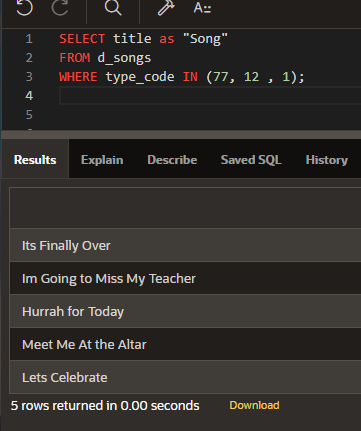 A..
1 SELECT title as "Song"
2 FROM d_songs
3 WHERE type_code IN (77, 12 , 1);
4
5
Results Explain Describe Saved SQL History
Its Finally Over
Im Going to Miss My Teacher
Hurrah for Today
Meet Me At the Altar
Lets Celebrate
5 rows returned in 0.00 seconds Download